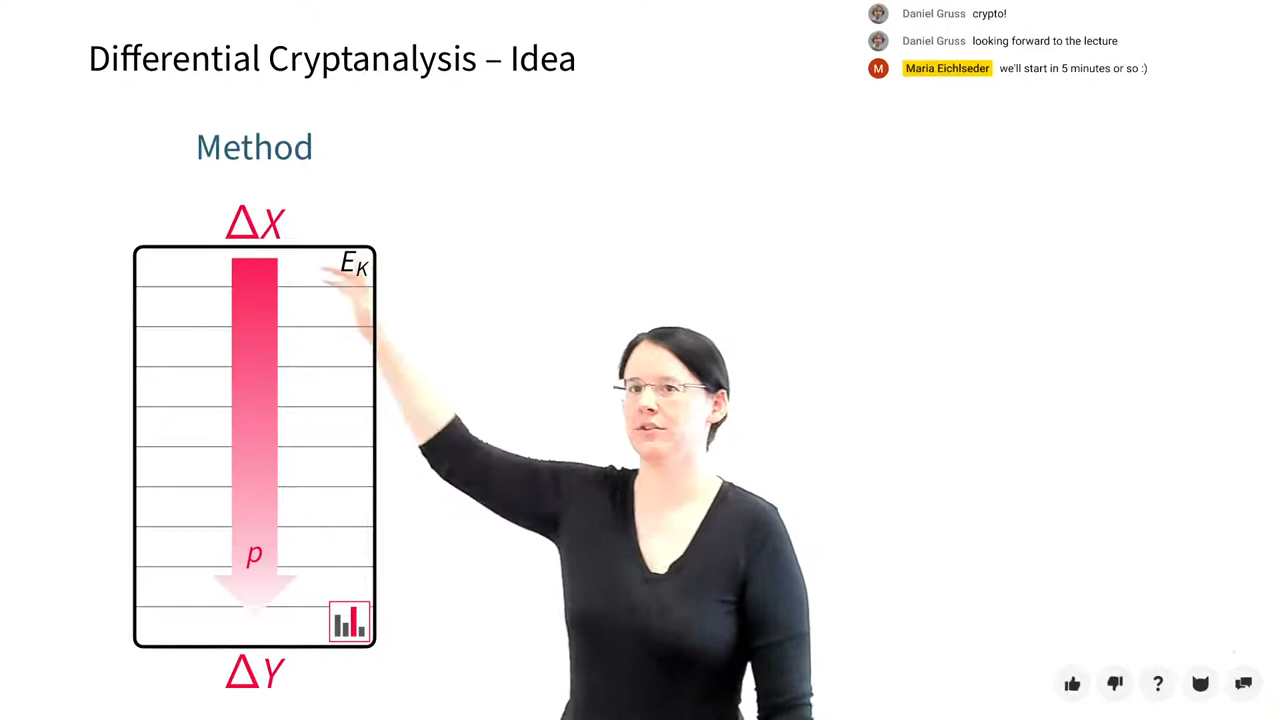 Differential Cryptanalysis – Idea
Daniel Gruss crypto!
Daniel Gruss looking forward to the lecture
M Maria Eichlseder we'll start in 5 minutes or so :)
Method
ΔX
E_K
p
ΔY
?